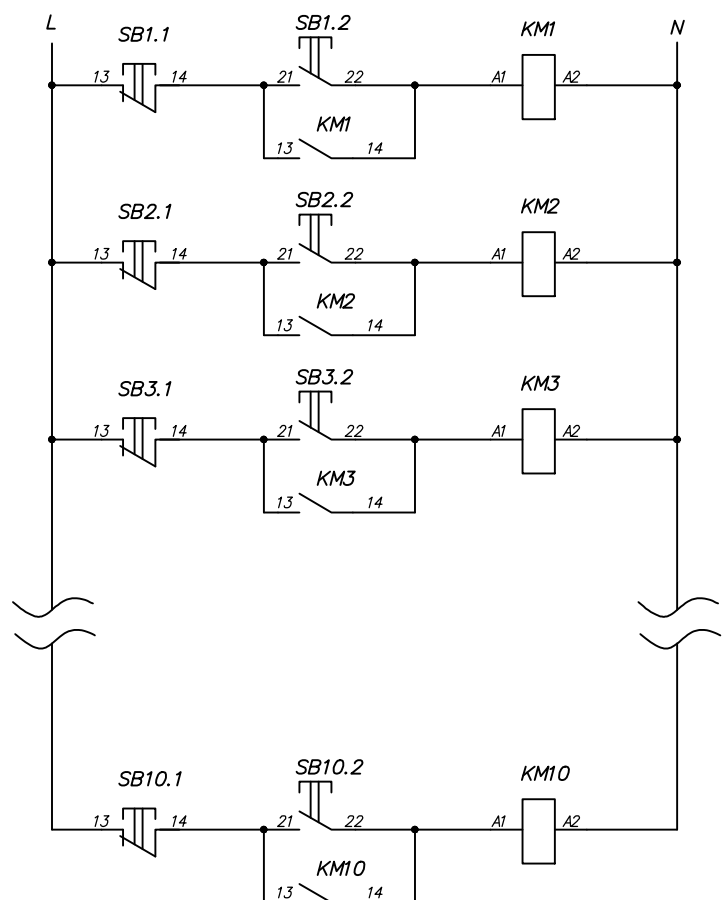 L N
SB1.1 SB1.2 KM1
13 14 21 22 A1 A2
KM1
13 14
SB2.1 SB2.2 KM2
13 14 21 22 A1 A2
KM2
13 14
SB3.1 SB3.2 KM3
13 14 21 22 A1 A2
KM3
13 14
SB10.1 SB10.2 KM10
13 14 21 22 A1 A2
KM10
13 14